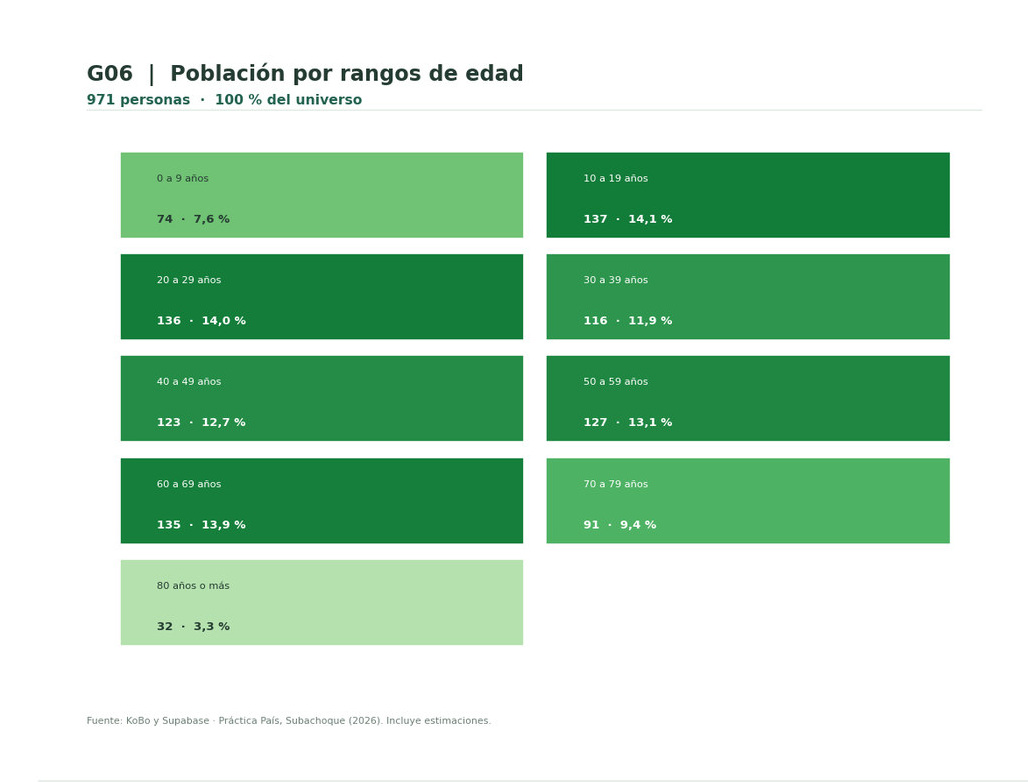 G06 | Población por rangos de edad
971 personas · 100 % del universo
0 a 9 años
74 · 7,6 %
10 a 19 años
137 · 14,1 %
20 a 29 años
136 · 14,0 %
30 a 39 años
116 · 11,9 %
40 a 49 años
123 · 12,7 %
50 a 59 años
127 · 13,1 %
60 a 69 años
135 · 13,9 %
70 a 79 años
91 · 9,4 %
80 años o más
32 · 3,3 %
Fuente: KoBo y Supabase · Práctica País, Subachoque (2026). Incluye estimaciones.